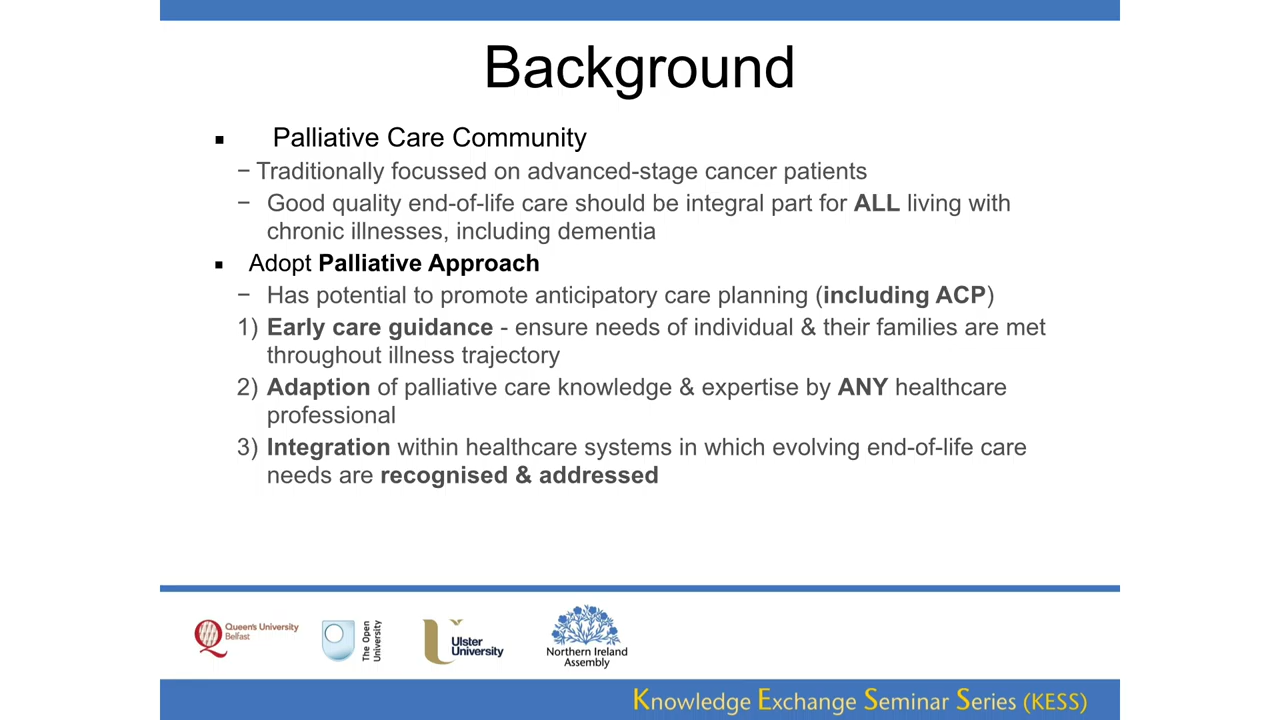 Background
▪ Palliative Care Community
− Traditionally focussed on advanced-stage cancer patients
− Good quality end-of-life care should be integral part for ALL living with
chronic illnesses, including dementia
▪ Adopt Palliative Approach
− Has potential to promote anticipatory care planning (including ACP)
1) Early care guidance - ensure needs of individual & their families are met
throughout illness trajectory
2) Adaption of palliative care knowledge & expertise by ANY healthcare
professional
3) Integration within healthcare systems in which evolving end-of-life care
needs are recognised & addressed
Queen's University
Belfast
The Open
University
Ulster
University
Northern Ireland
Assembly
Knowledge Exchange Seminar Series (KESS)